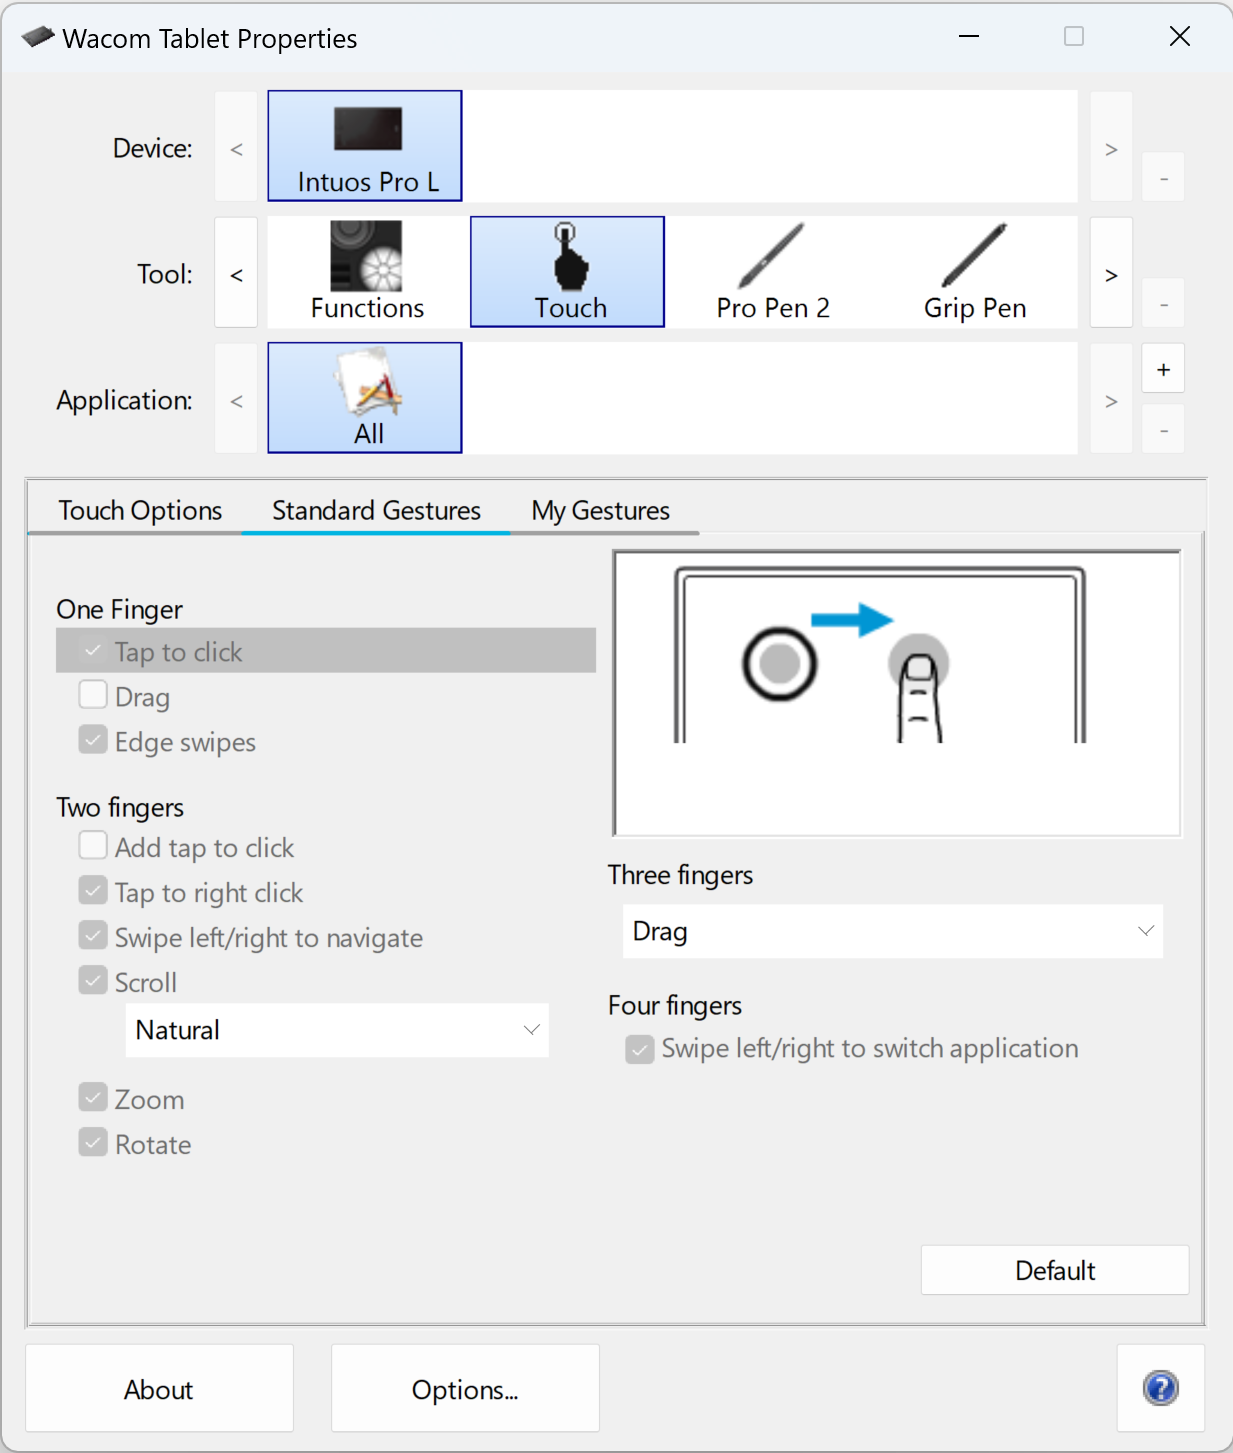 Wacom Tablet Properties
Device:
<
Intuos Pro L
>
-
Tool:
<
Functions
Touch
Pro Pen 2
Grip Pen
>
-
Application:
<
All
>
+
-
Touch Options
Standard Gestures
My Gestures
One Finger
Tap to click
Drag
Edge swipes
Two fingers
Add tap to click
Tap to right click
Swipe left/right to navigate
Scroll
Natural
Zoom
Rotate
Three fingers
Drag
Four fingers
Swipe left/right to switch application
Default
About
Options...
?